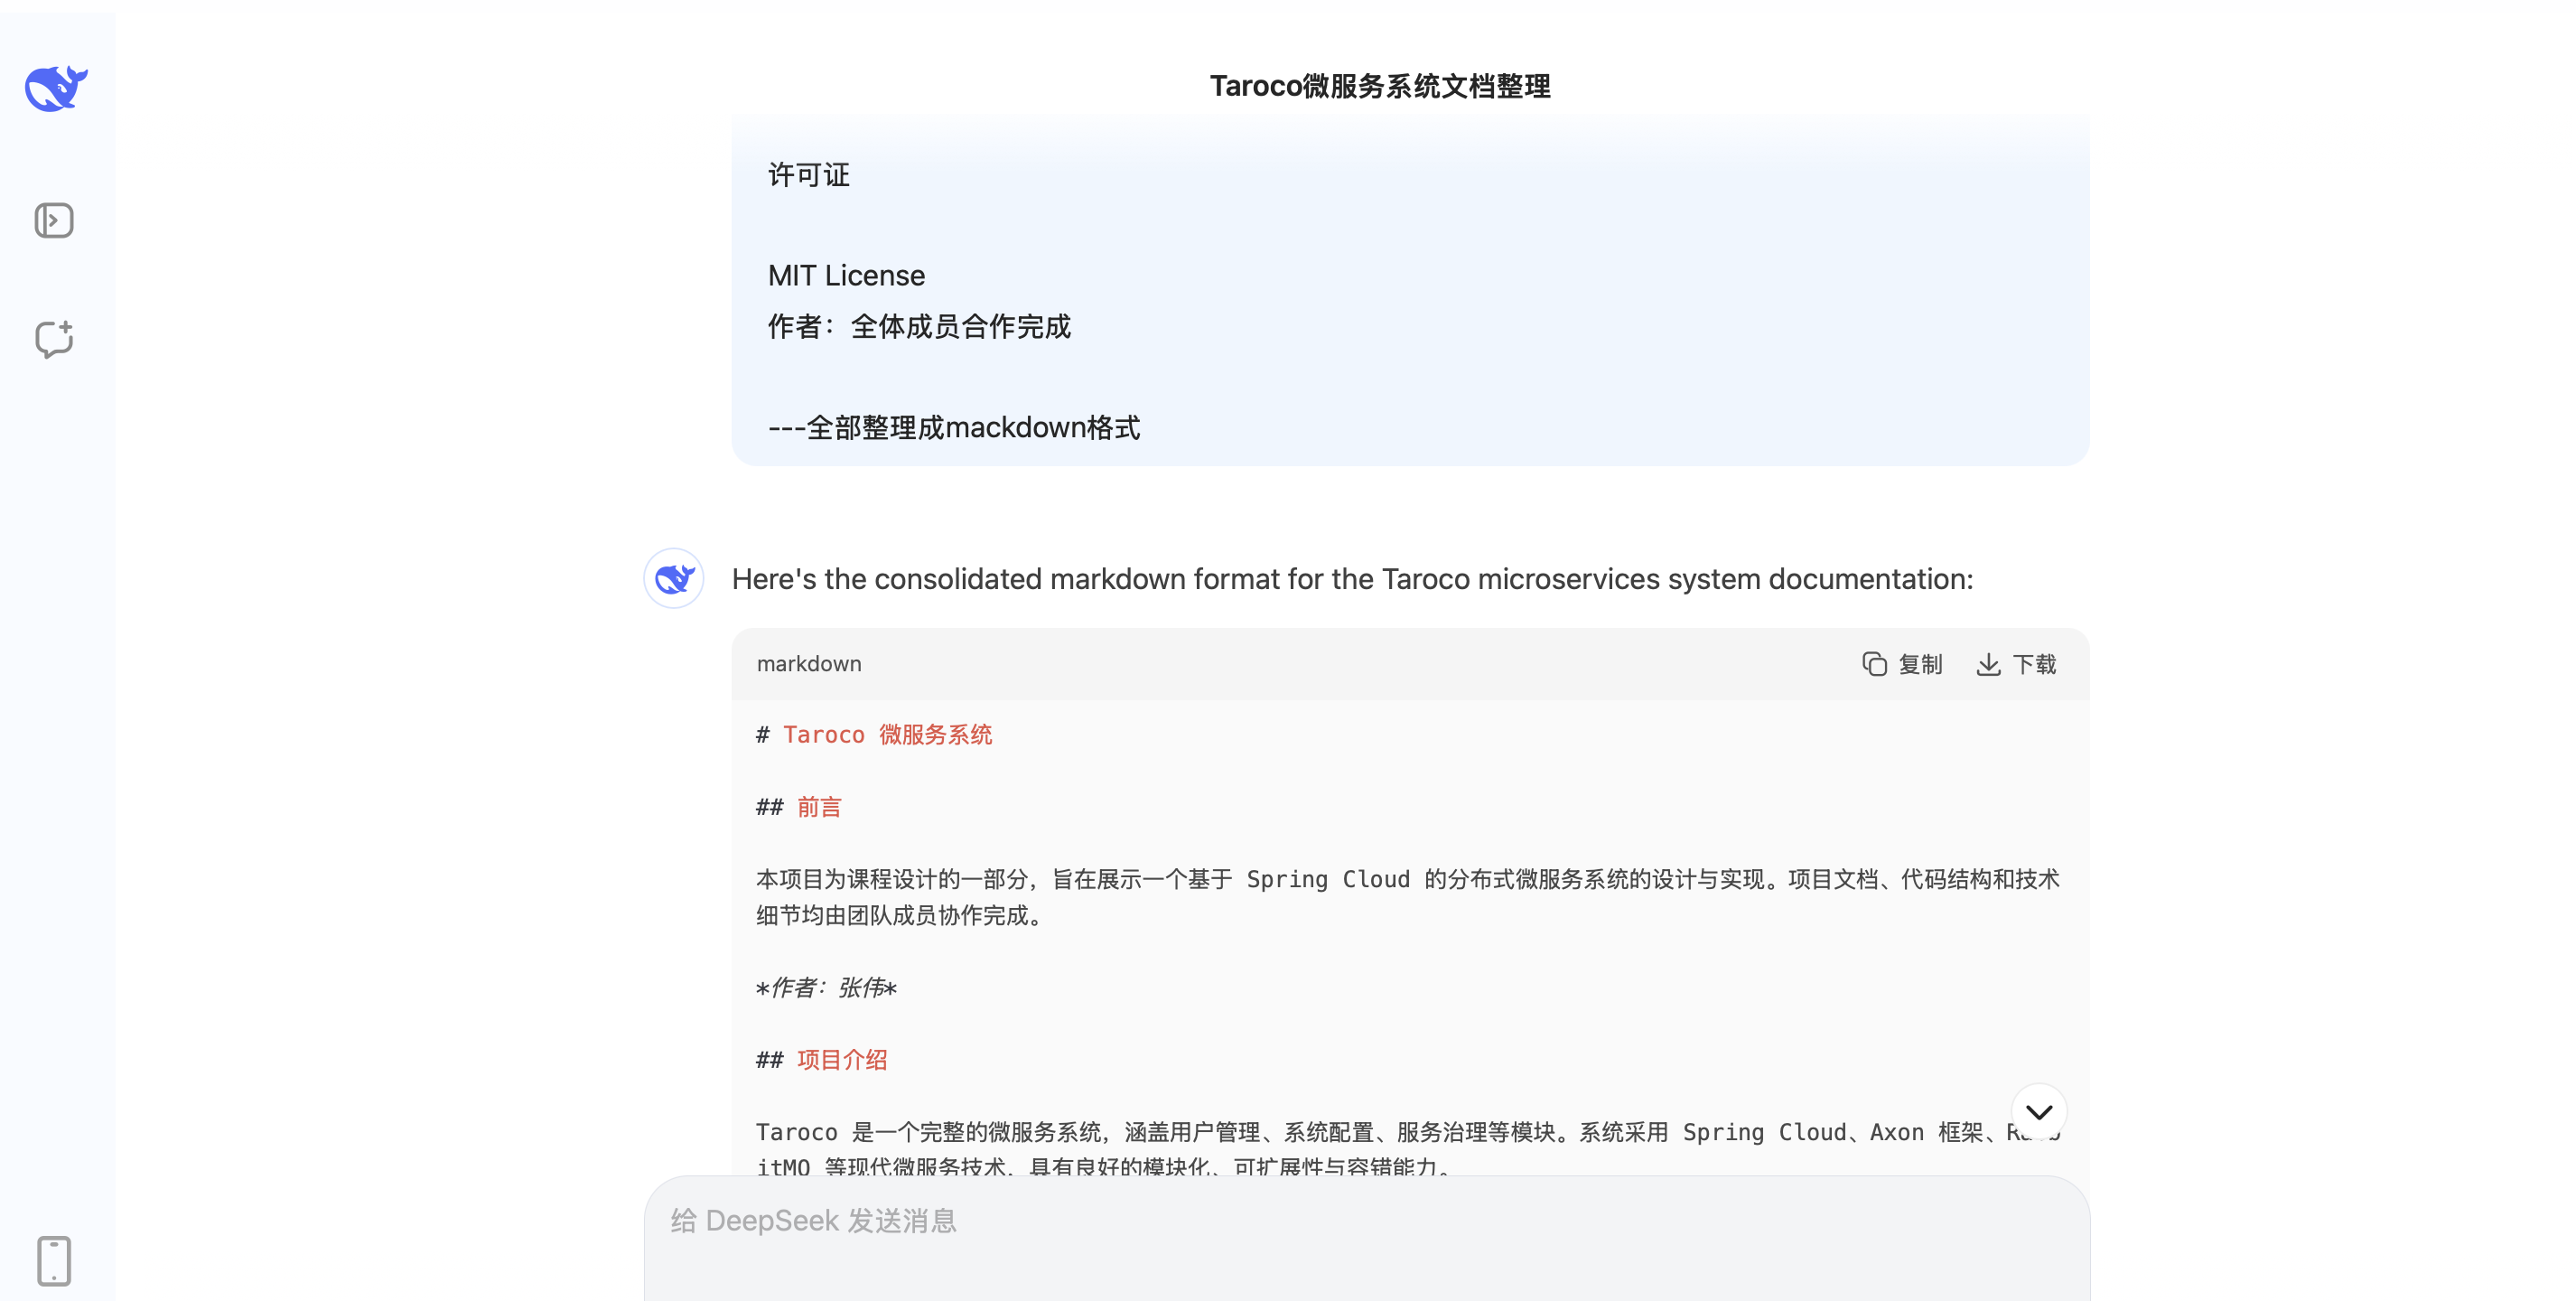 Taroco微服务系统文档整理
许可证
MIT License
作者：全体成员合作完成
---全部整理成mackdown格式
Here's the consolidated markdown format for the Taroco microservices system documentation:
markdown
复制
下载
# Taroco 微服务系统
## 前言
本项目为课程设计的一部分，旨在展示一个基于 Spring Cloud 的分布式微服务系统的设计与实现。项目文档、代码结构和技术
细节均由团队成员协作完成。
*作者：张伟*
## 项目介绍
Taroco 是一个完整的微服务系统，涵盖用户管理、系统配置、服务治理等模块。系统采用 Spring Cloud、Axon 框架、Rabb
itMQ 等现代微服务技术，具有良好的模块化、可扩展性与容错能力。
给 DeepSeek 发送消息